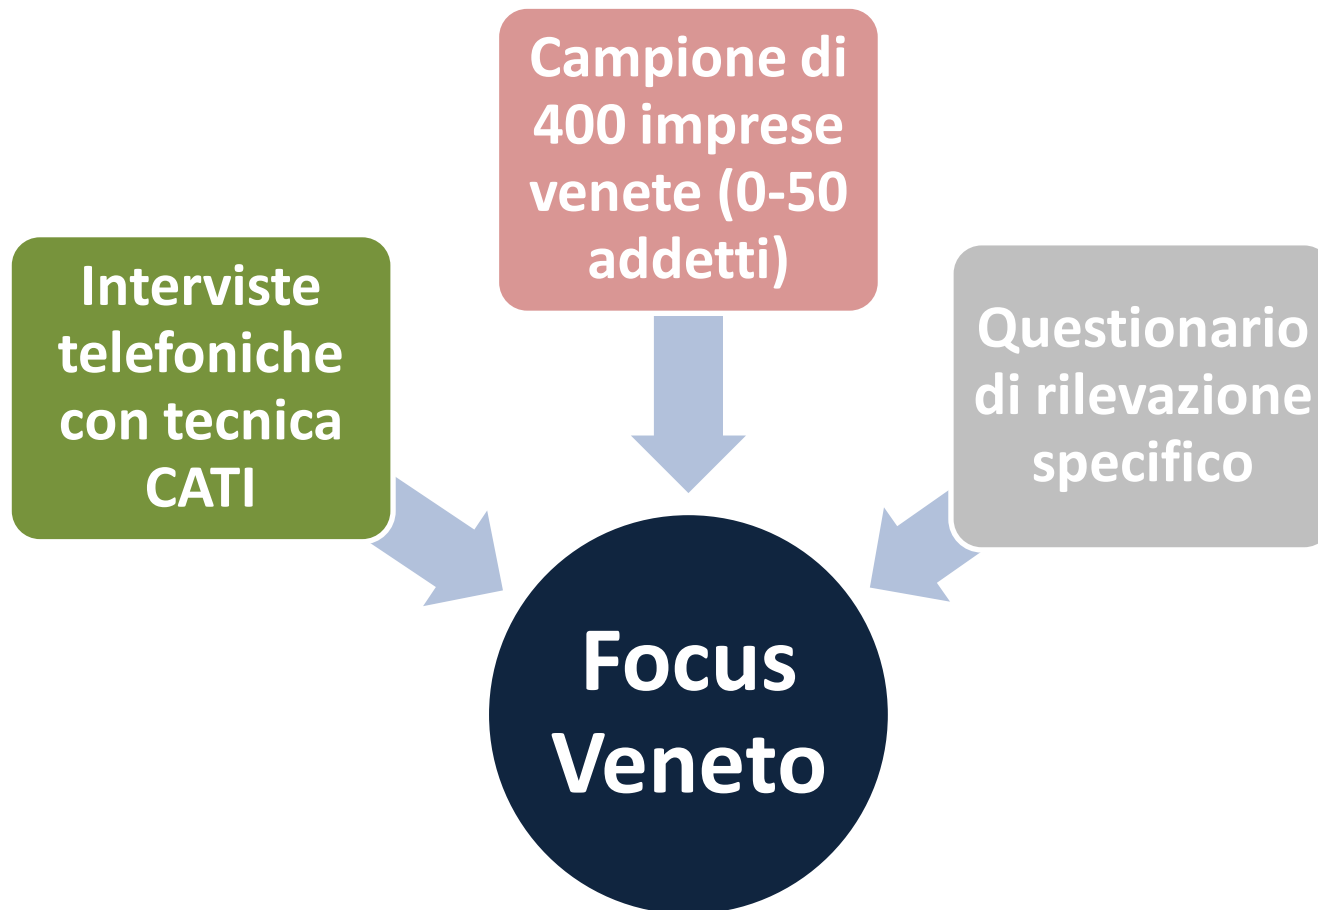 Campione di
400 imprese
venete (0-50
addetti)
Interviste
telefoniche
con tecnica
CATI
Questionario
di rilevazione
specifico
Focus
Veneto